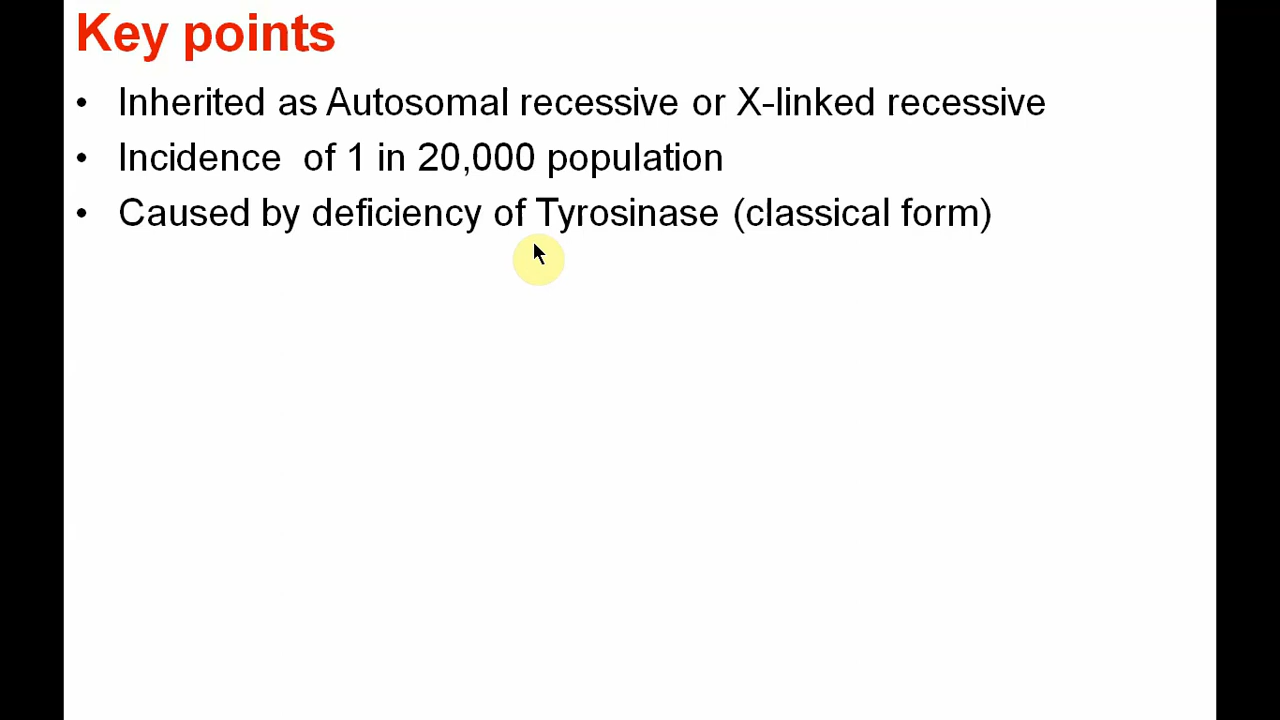 Key points
• Inherited as Autosomal recessive or X-linked recessive
• Incidence  of 1 in 20,000 population
• Caused by deficiency of Tyrosinase (classical form)